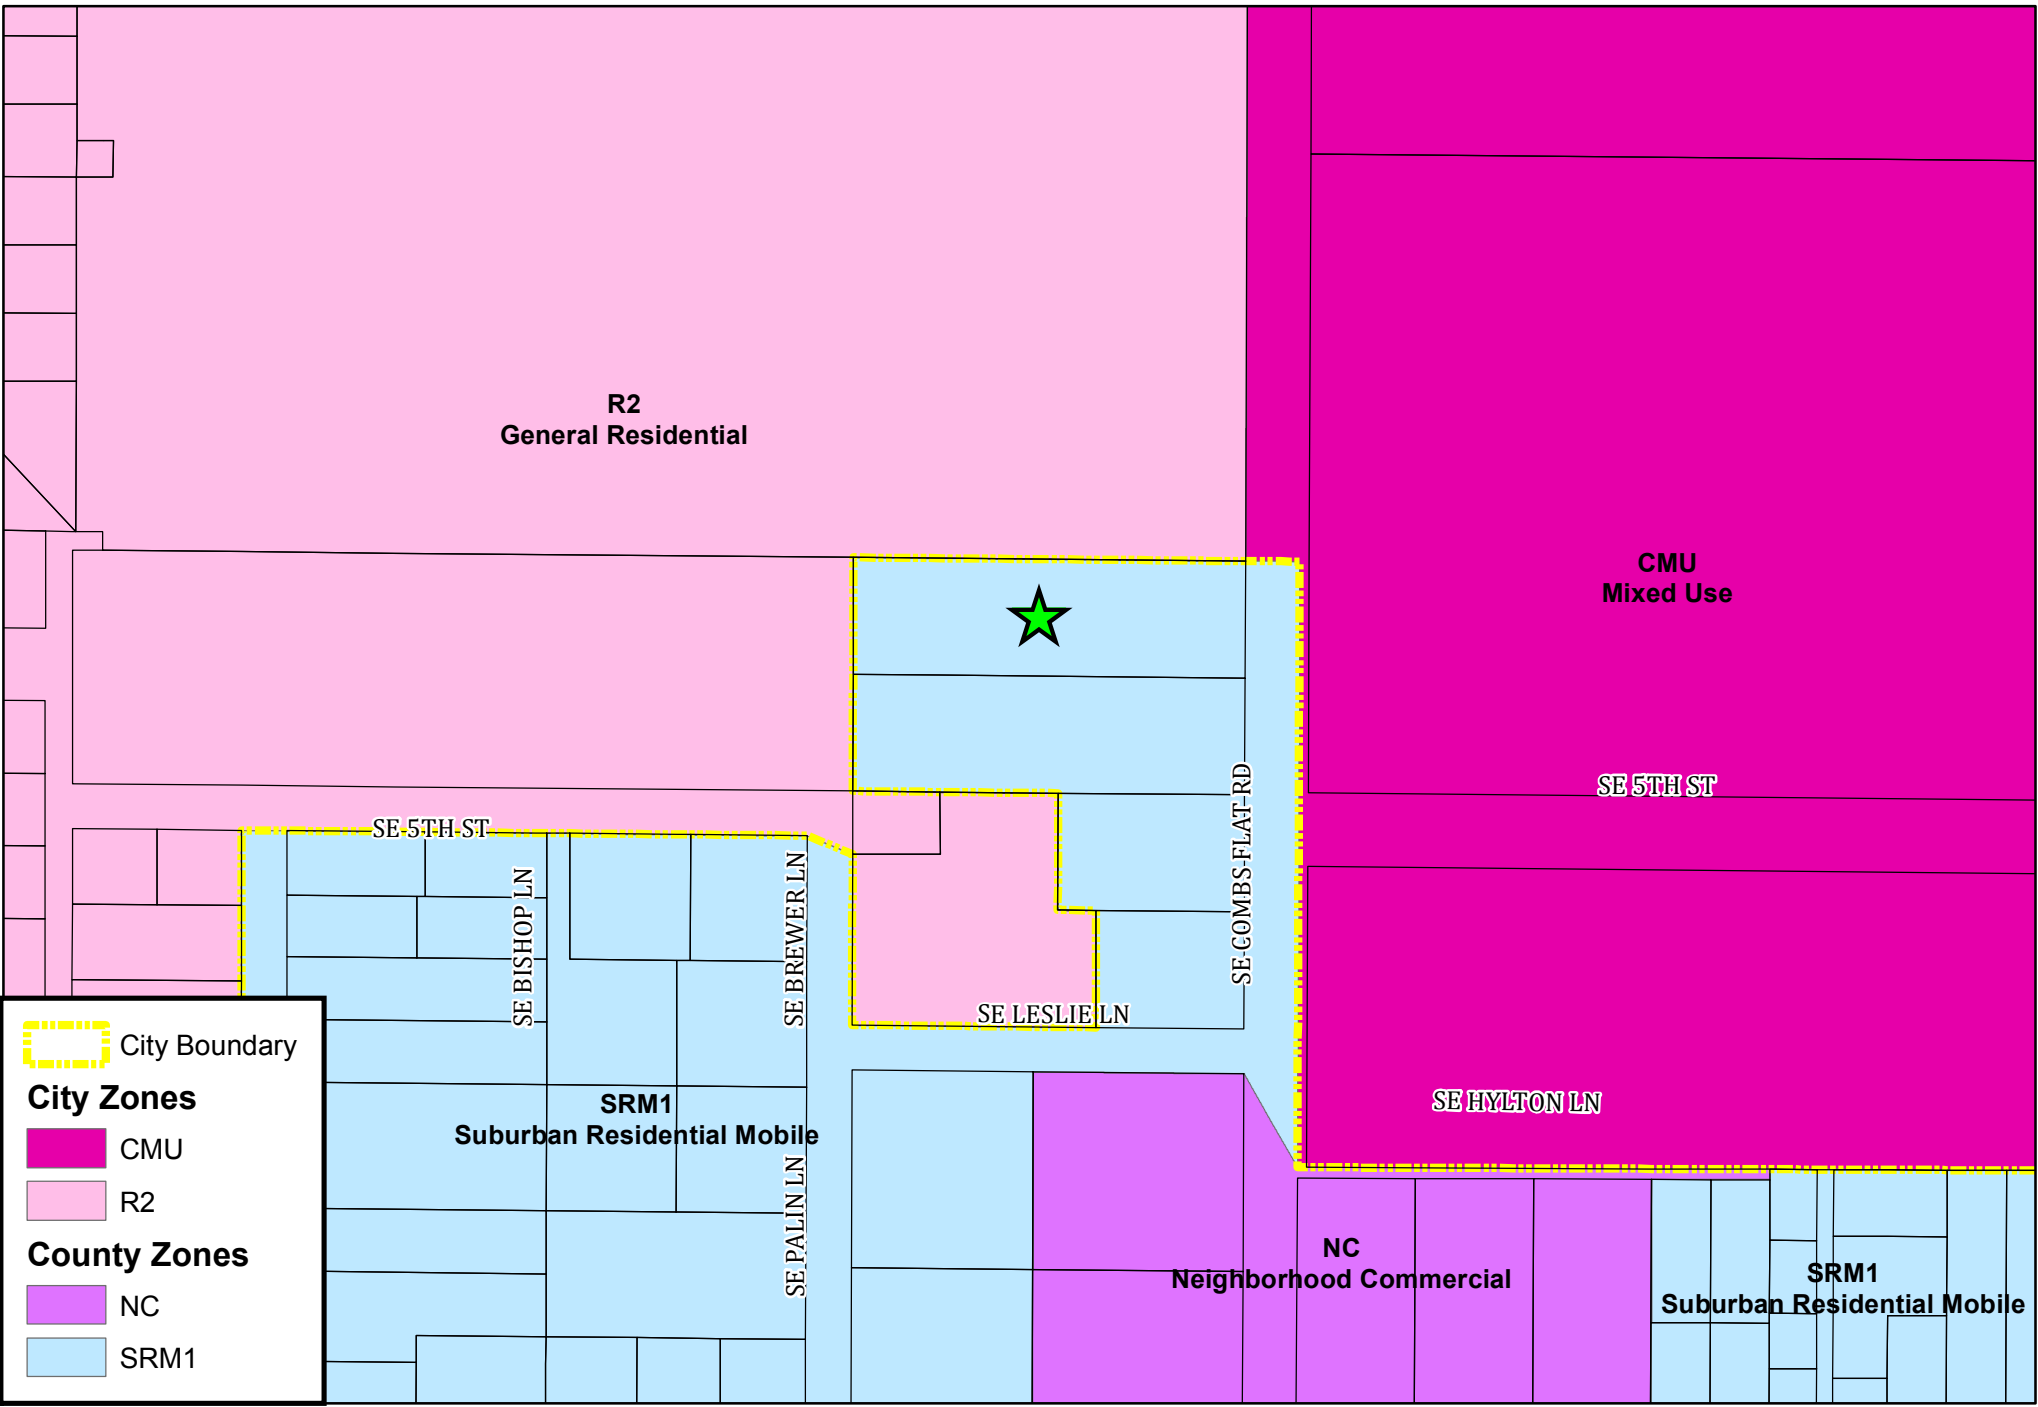 R2
General Residential
CMU
Mixed Use
SE 5TH ST
SE 5TH ST
SE COMBS FLAT RD
SE BISHOP LN
SE BREWER LN
SE LESLIE LN
SE HYLTON LN
SRM1
Suburban Residential Mobile
SE PALIN LN
NC
Neighborhood Commercial
SRM1
Suburban Residential Mobile
City Boundary
City Zones
CMU
R2
County Zones
NC
SRM1